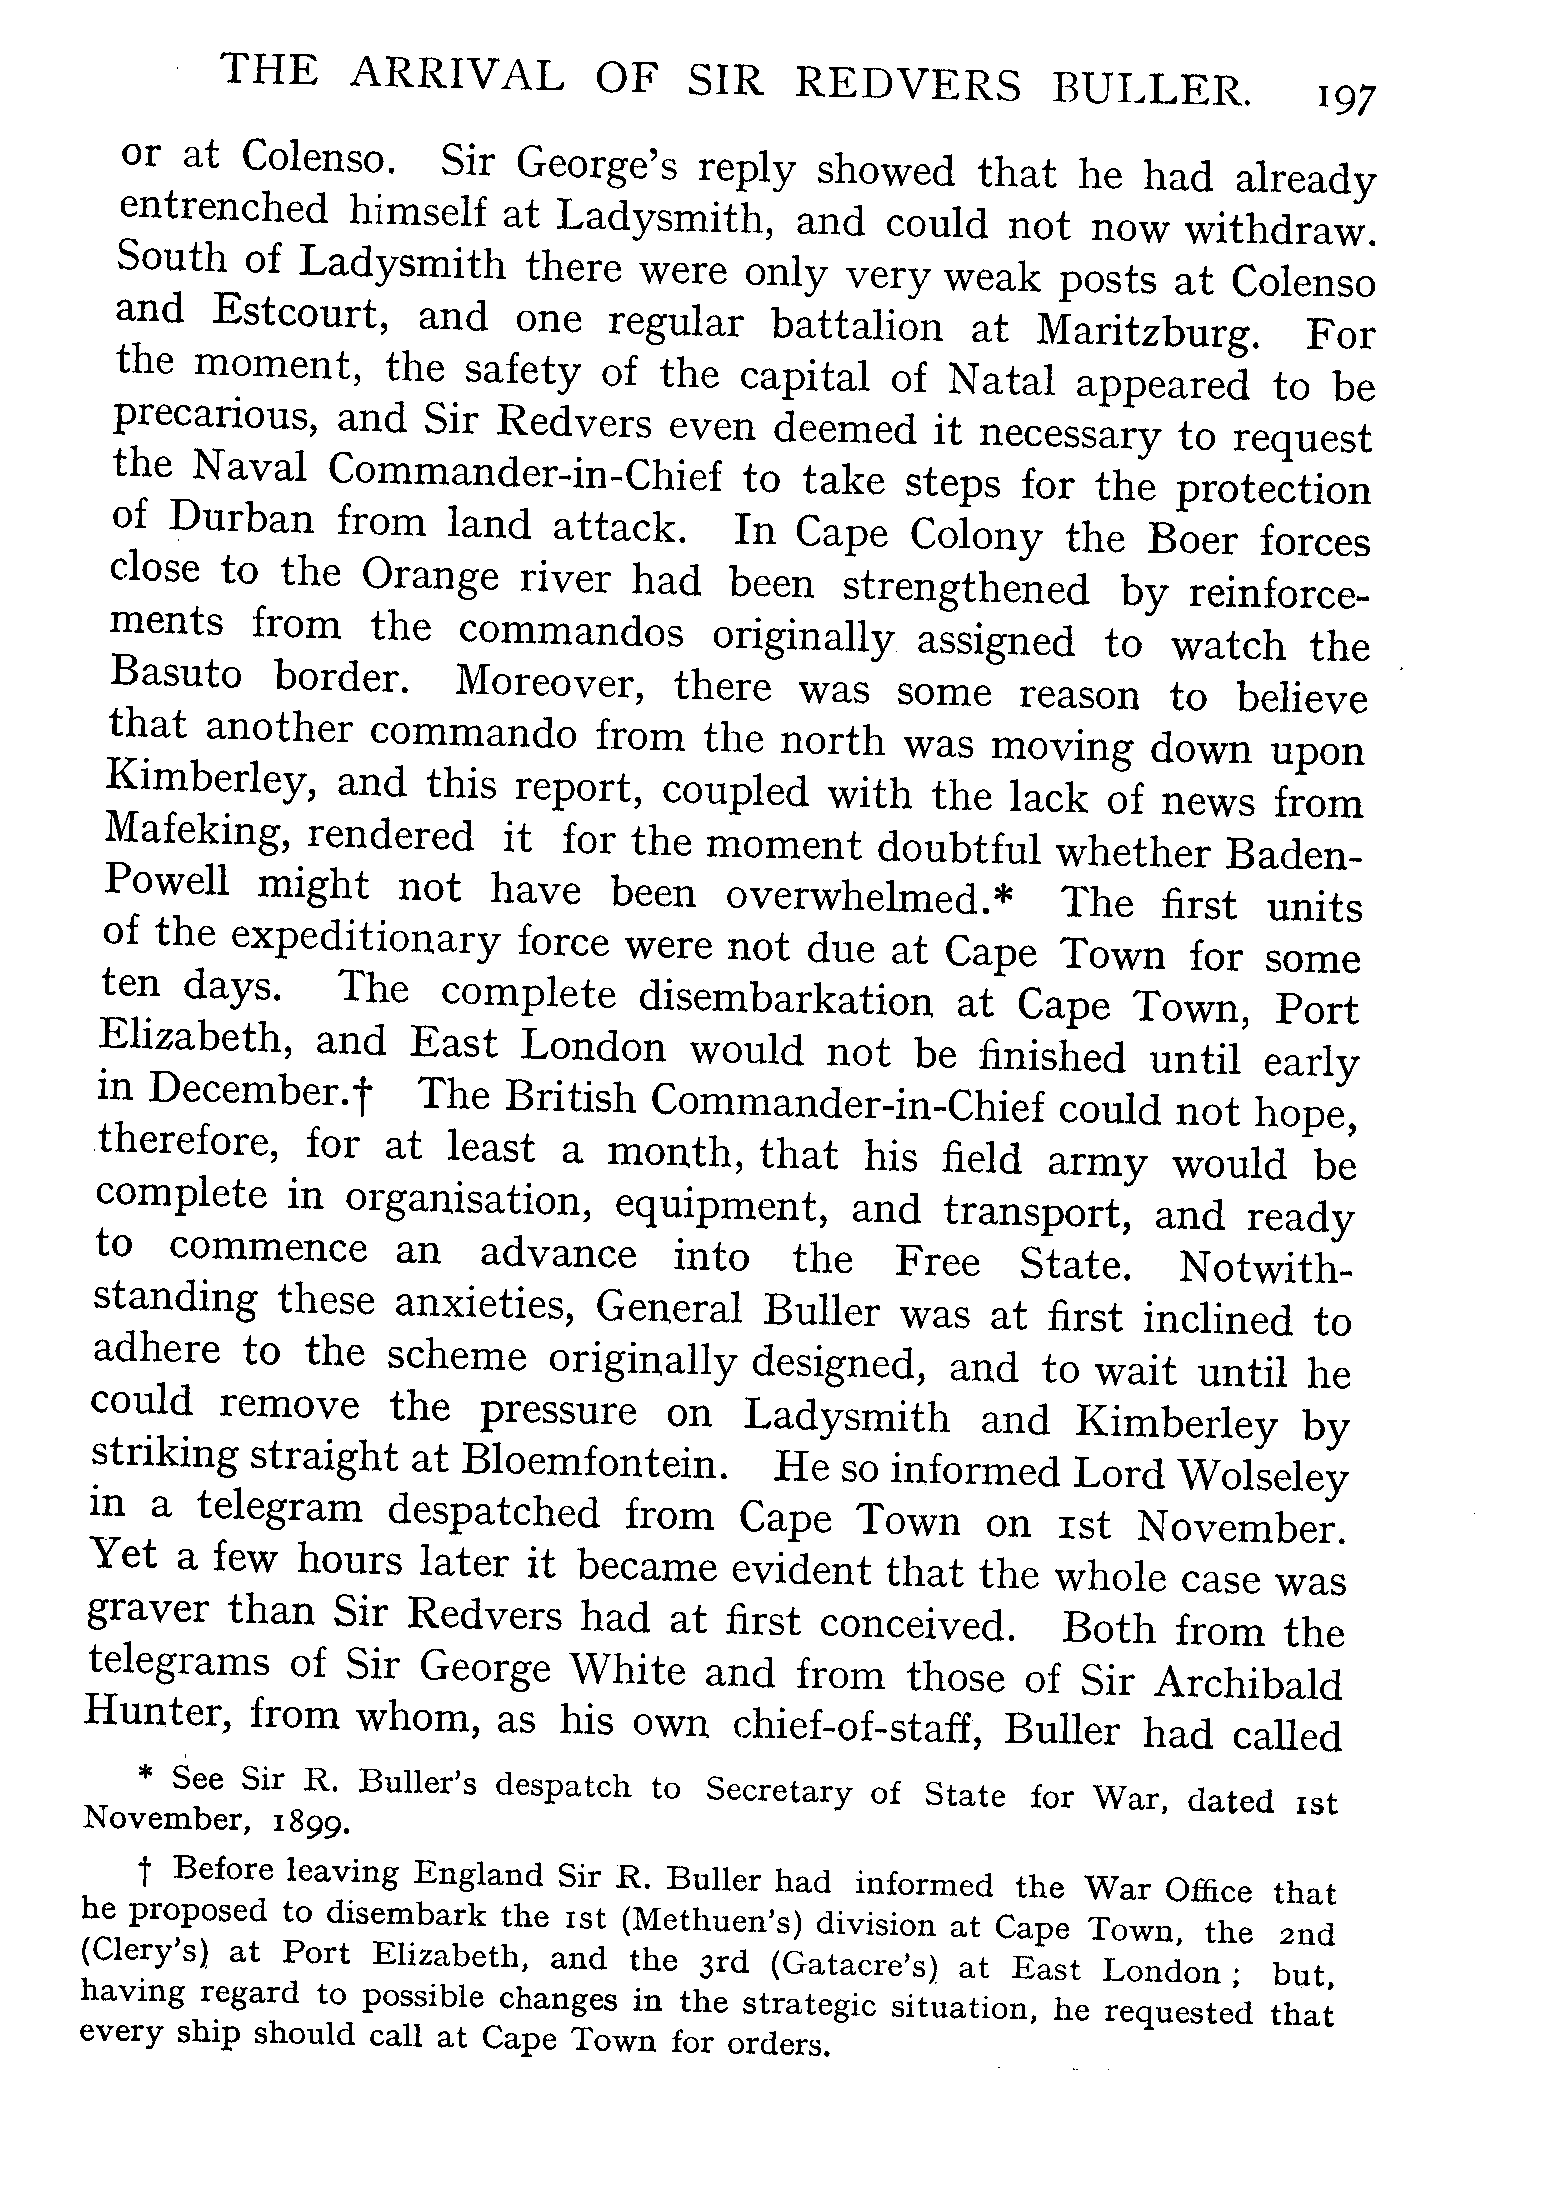 THE ARRIVAL OF SIR REDVERS BULLER. 197
or at Colenso. Sir George's reply showed that he had already
entrenched himself at Ladysmith, and could not now withdraw.
South of Ladysmith there were only very weak posts at Colenso
and Estcourt, and one regular battalion at Maritzburg. For
the moment, the safety of the capital of Natal appeared to be
precarious, and Sir Redvers even deemed it necessary to request
the Naval Commander-in-Chief to take steps for the protection
of Durban from land attack. In Cape Colony the Boer forces
close to the Orange river had been strengthened by reinforce-
ments from the commandos originally assigned to watch the
Basuto border. Moreover, there was some reason to believe
that another commando from the north was moving down upon
Kimberley, and this report, coupled with the lack of news from
Mafeking, rendered it for the moment doubtful whether Baden-
Powell might not have been overwhelmed.* The first units
of the expeditionary force were not due at Cape Town for some
ten days. The complete disembarkation at Cape Town, Port
Elizabeth, and East London would not be finished until early
in December.† The British Commander-in-Chief could not hope,
therefore, for at least a month, that his field army would be
complete in organisation, equipment, and transport, and ready
to commence an advance into the Free State. Notwith-
standing these anxieties, General Buller was at first inclined to
adhere to the scheme originally designed, and to wait until he
could remove the pressure on Ladysmith and Kimberley by
striking straight at Bloemfontein. He so informed Lord Wolseley
in a telegram despatched from Cape Town on 1st November.
Yet a few hours later it became evident that the whole case was
graver than Sir Redvers had at first conceived. Both from the
telegrams of Sir George White and from those of Sir Archibald
Hunter, from whom, as his own chief-of-staff, Buller had called
* See Sir R. Buller's despatch to Secretary of State for War, dated 1st
November, 1899.
† Before leaving England Sir R. Buller had informed the War Office that
he proposed to disembark the 1st (Methuen's) division at Cape Town, the 2nd
(Clery's) at Port Elizabeth, and the 3rd (Gatacre's) at East London; but,
having regard to possible changes in the strategic situation, he requested that
every ship should call at Cape Town for orders.